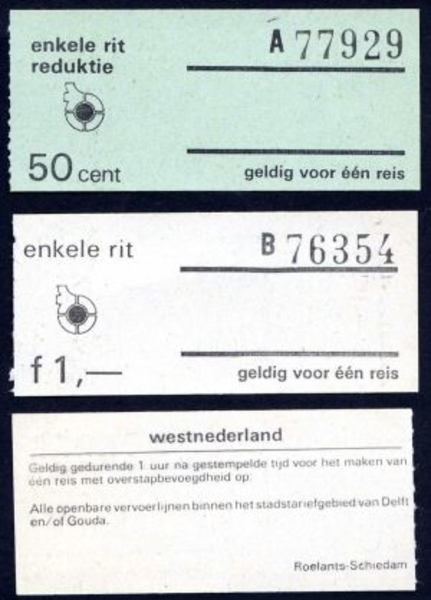 enkele rit
reduktie
A 77929
50 cent
geldig voor één reis
enkele rit
B 76354
f 1,—
geldig voor één reis
westnederland
Geldig gedurende 1 uur na gestempelde tijd voor het maken van
één reis met overstapbevoegdheid op:
Alle openbare vervoerlijnen binnen het stadstariefgebied van Delft
en/of Gouda.
Roelants-Schiedam